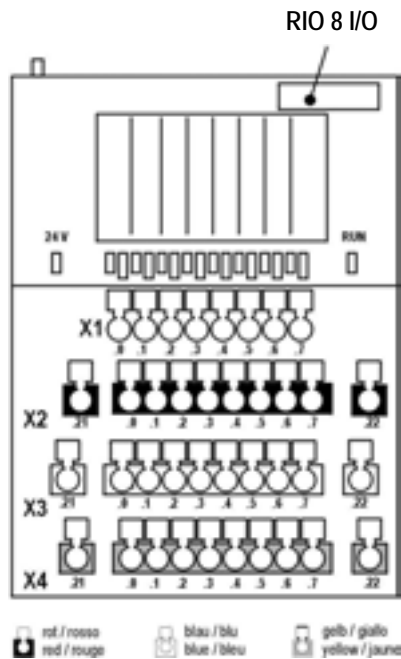 RIO 8 I/O
24 V RUN
X1
.0 .1 .2 .3 .4 .5 .6 .7
X2
.21 .0 .1 .2 .3 .4 .5 .6 .7 .22
X3
.21 .0 .1 .2 .3 .4 .5 .6 .7 .22
X4
.21 .0 .1 .2 .3 .4 .5 .6 .7 .22
rot / rosso blau / blu gelb / giallo
red / rouge blue / bleu yellow / jaune